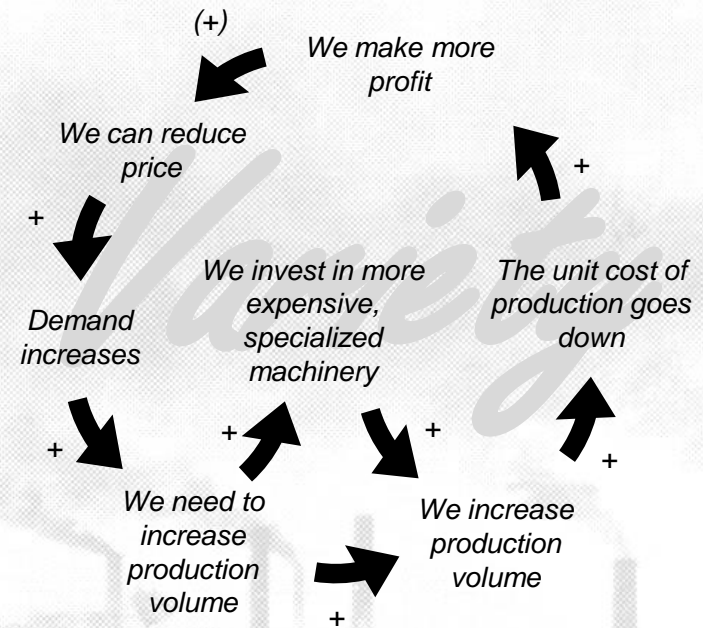 (+)
We make more
profit
We can reduce
price
+
+
Variety
We invest in more
expensive,
specialized
machinery
The unit cost of
production goes
down
Demand
increases
+
+
+
+
We need to
increase
production
volume
We increase
production
volume
+